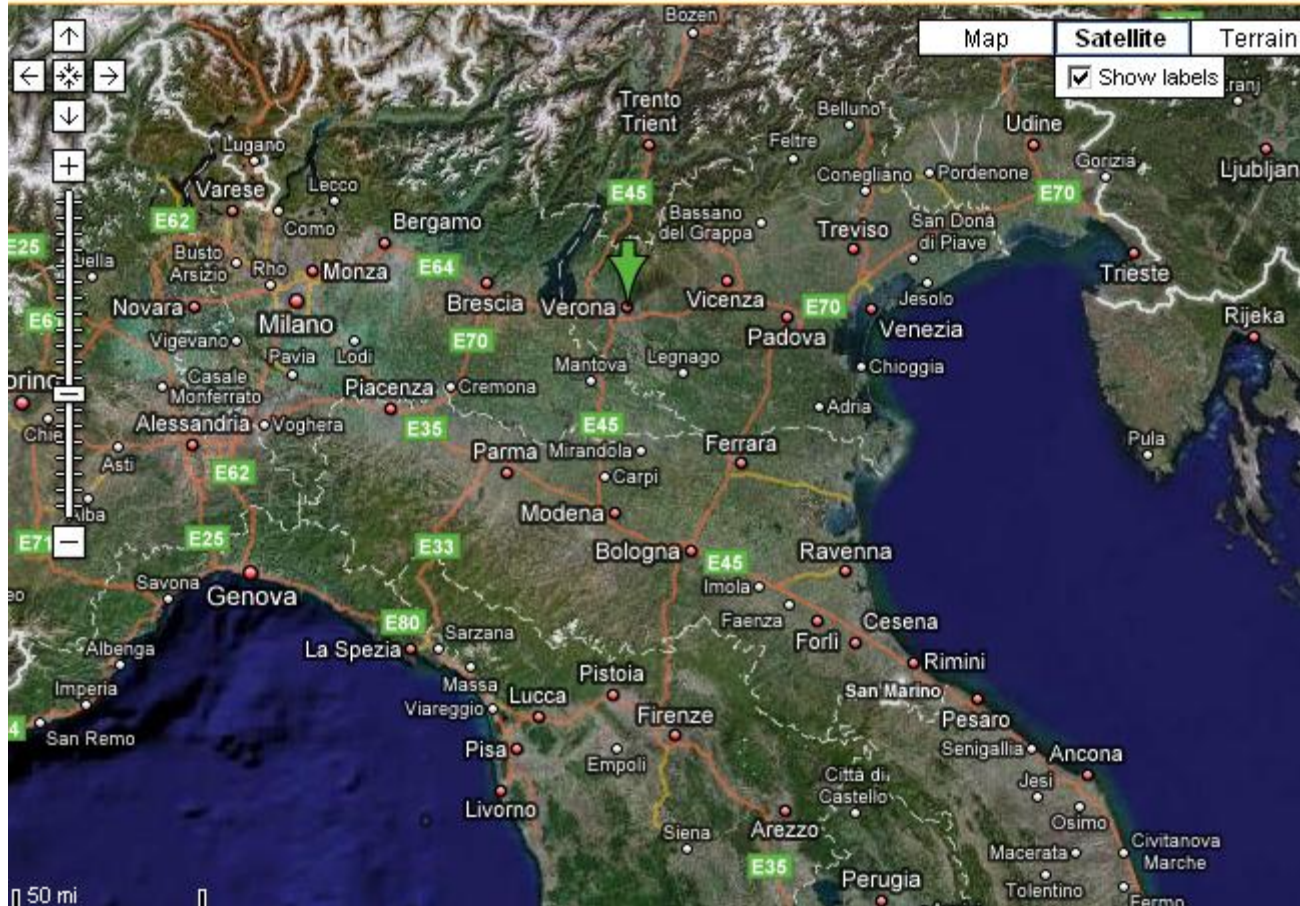 Bozen
Map
Satellite
Terrain
Show labels
Trento
Trient
Belluno
Udine
Lugano
Feltre
Gorizia
Varese
Lecco
E45
Conegliano
Pordenone
E70
E62
Como
Bergamo
Bassano
del Grappa
Treviso
San Donà
di Piave
E25
Busto
Arsizio
Rho
Monza
E64
Trieste
Novara
Brescia
Verona
Vicenza
E70
Jesolo
Milano
Padova
Venezia
Rijeka
Vigevano
Pavia
Lodi
E70
Mantova
Legnago
Chioggia
Casale
Monferrato
Piacenza
Cremona
Adria
Alessandria
Voghera
E35
E45
Ferrara
Pula
Asti
E62
Parma
Mirandola
Carpi
Alba
Modena
E71
E25
E33
Bologna
E45
Ravenna
Savona
Genova
Imola
Faenza
E80
Forlì
Cesena
Albenga
La Spezia
Sarzana
Rimini
Imperia
Massa
Pistoia
San Marino
Viareggio
Lucca
Pesaro
San Remo
Firenze
Senigallia
Ancona
Pisa
Empoli
Jesi
Livorno
Città di
Castello
Osimo
Siena
Arezzo
Macerata
Civitanova
Marche
E35
Tolentino
Perugia
Fermo
50 mi